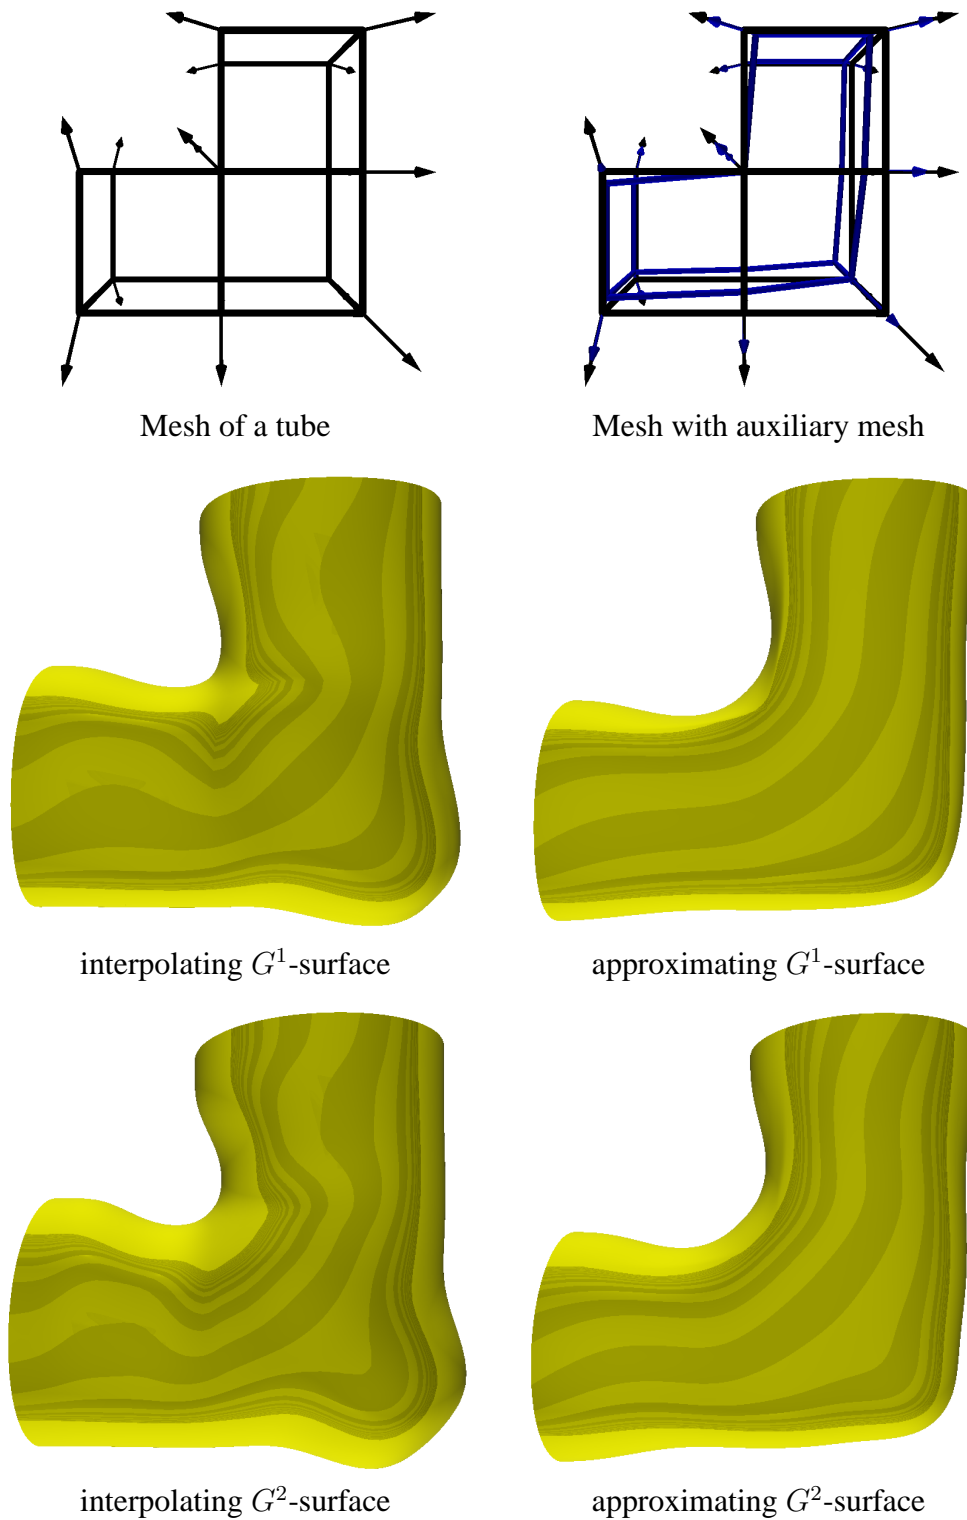 Mesh of a tube
Mesh with auxiliary mesh
interpolating G¹-surface
approximating G¹-surface
interpolating G²-surface
approximating G²-surface